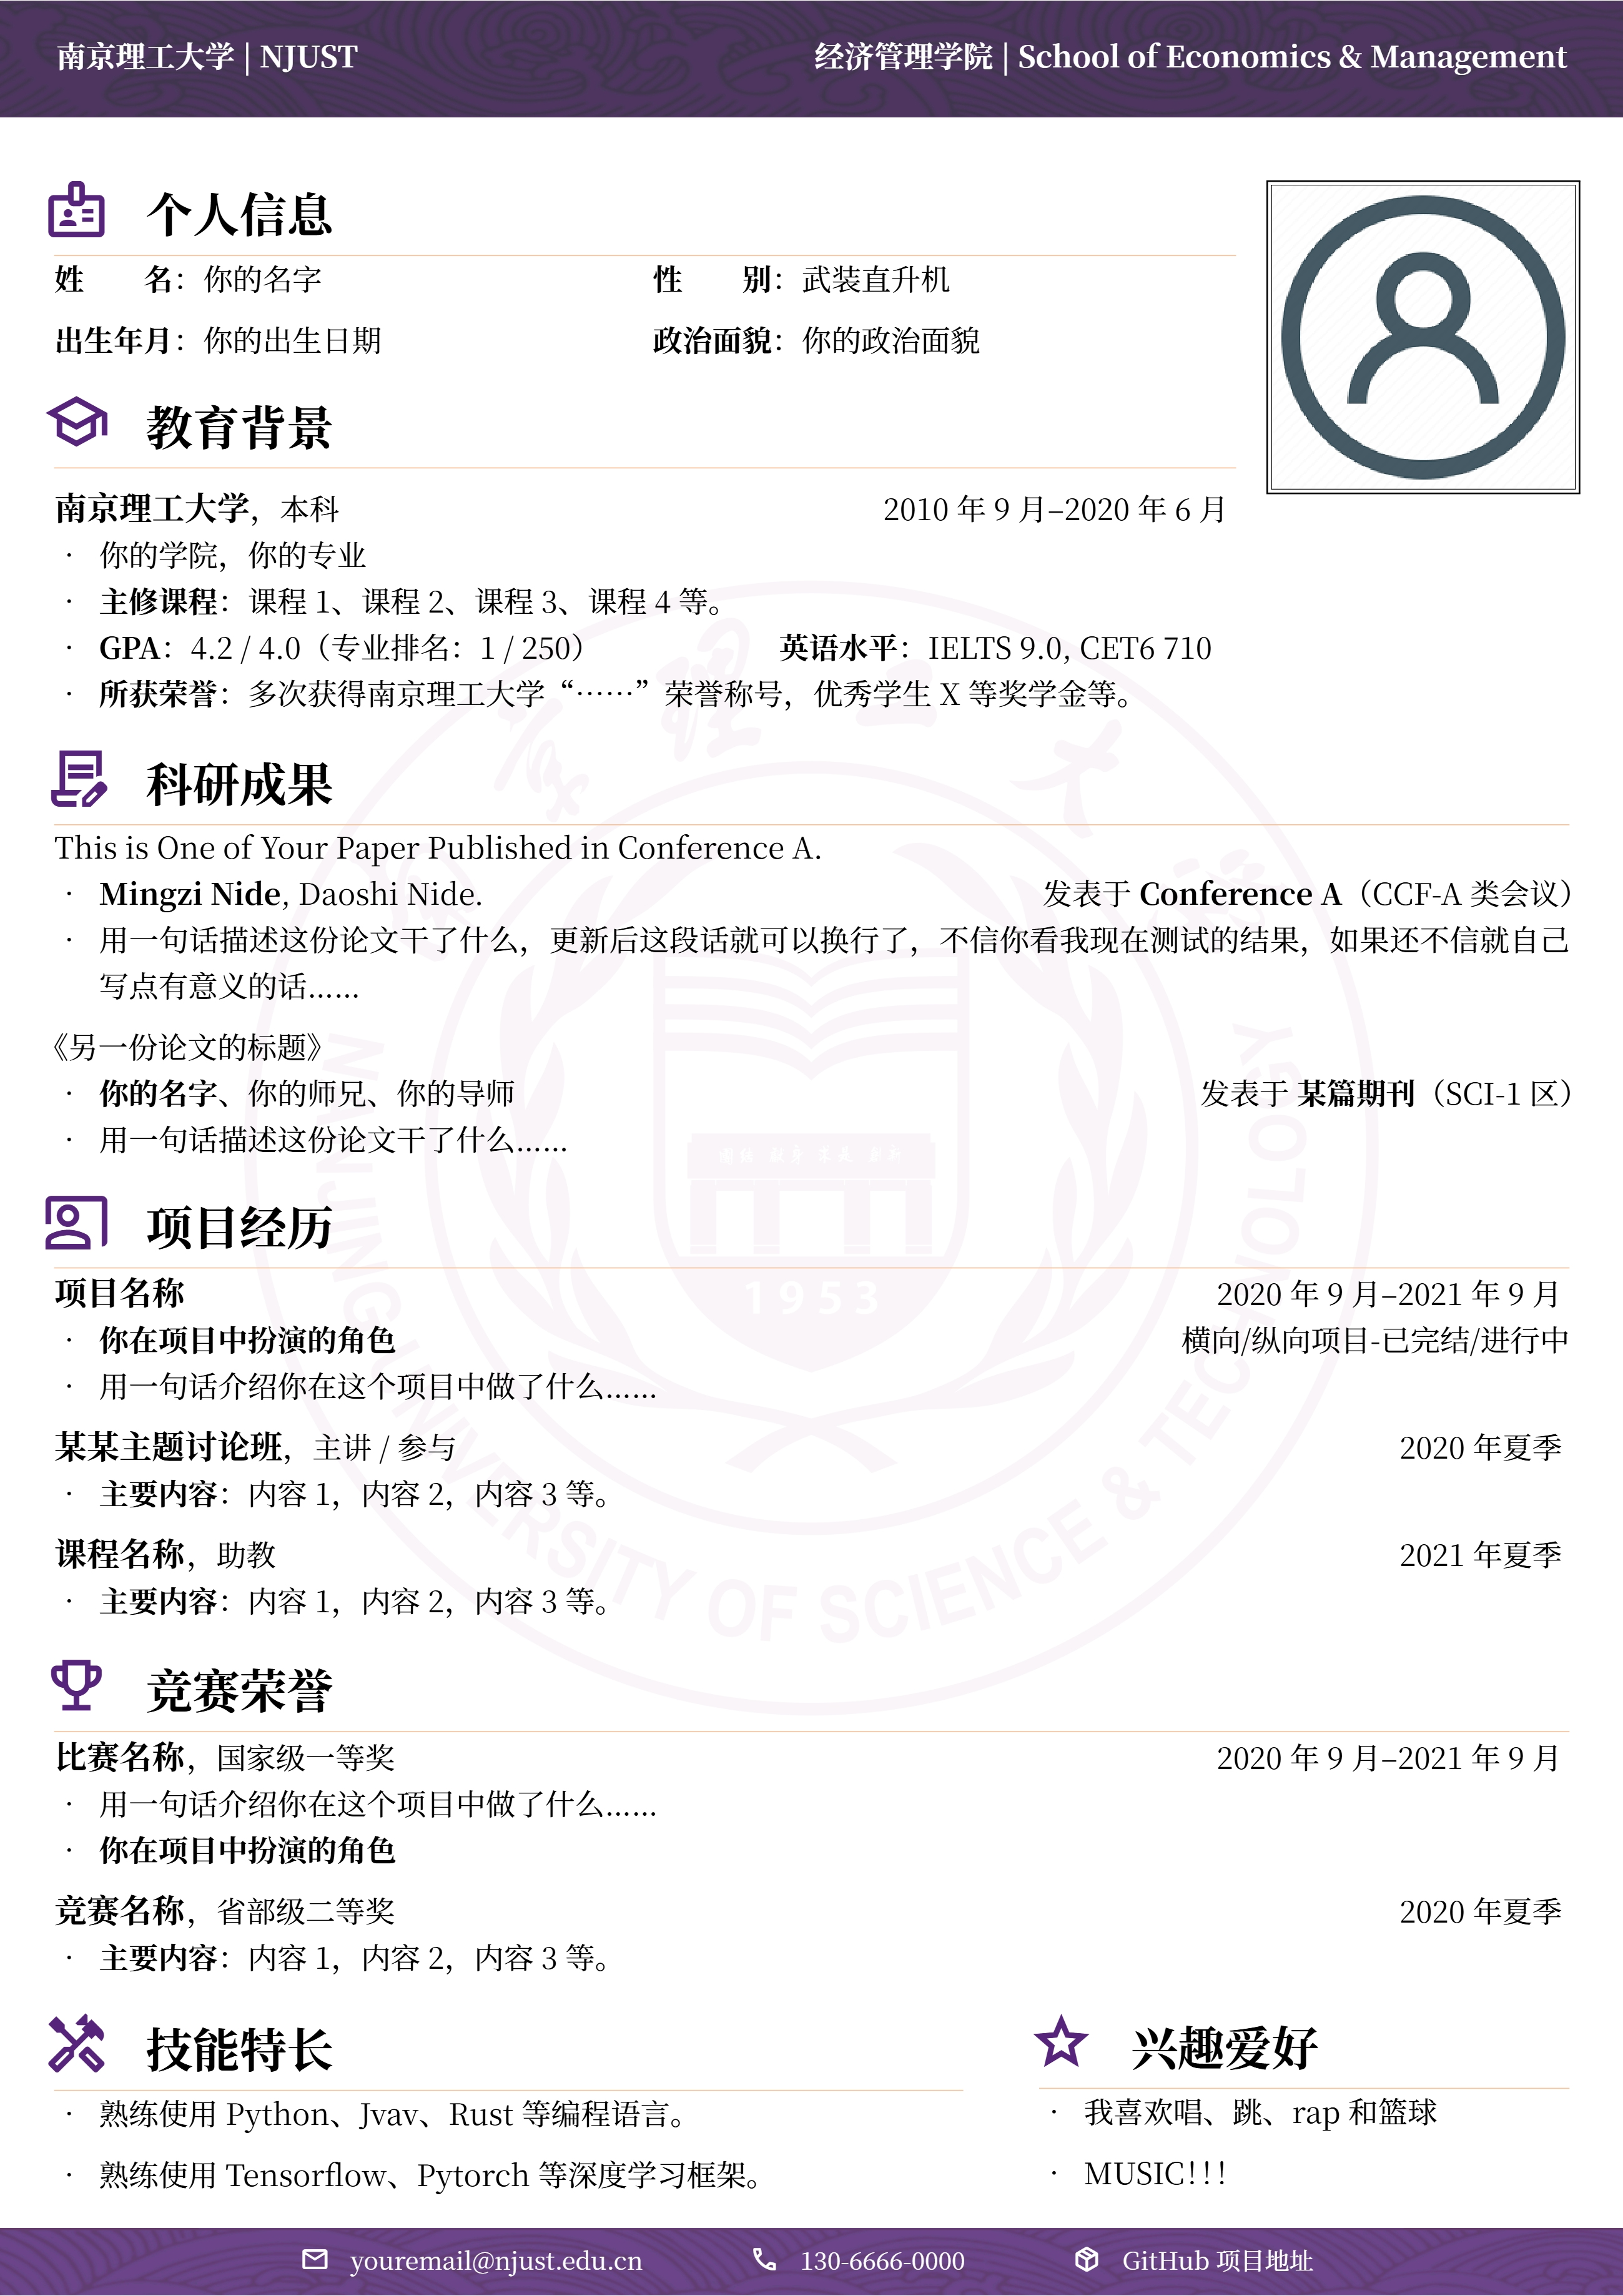 南京理工大学 | NJUST
经济管理学院 | School of Economics & Management
个人信息
姓 名：你的名字
性 别：武装直升机
出生年月：你的出生日期
政治面貌：你的政治面貌
教育背景
南京理工大学，本科
2010 年 9 月–2020 年 6 月
· 你的学院，你的专业
· 主修课程：课程 1、课程 2、课程 3、课程 4 等。
· GPA：4.2 / 4.0（专业排名：1 / 250）
英语水平：IELTS 9.0, CET6 710
· 所获荣誉：多次获得南京理工大学“······”荣誉称号，优秀学生 X 等奖学金等。
科研成果
This is One of Your Paper Published in Conference A.
· Mingzi Nide, Daoshi Nide.
发表于 Conference A（CCF-A 类会议）
· 用一句话描述这份论文干了什么，更新后这段话就可以换行了，不信你看我现在测试的结果，如果还不信就自己
写点有意义的话……
《另一份论文的标题》
· 你的名字、你的师兄、你的导师
发表于 某篇期刊（SCI-1 区）
· 用一句话描述这份论文干了什么……
项目经历
项目名称
2020 年 9 月–2021 年 9 月
· 你在项目中扮演的角色
横向/纵向项目-已完结/进行中
· 用一句话介绍你在这个项目中做了什么……
某某主题讨论班，主讲 / 参与
2020 年夏季
· 主要内容：内容 1，内容 2，内容 3 等。
课程名称，助教
2021 年夏季
· 主要内容：内容 1，内容 2，内容 3 等。
竞赛荣誉
比赛名称，国家级一等奖
2020 年 9 月–2021 年 9 月
· 用一句话介绍你在这个项目中做了什么……
· 你在项目中扮演的角色
竞赛名称，省部级二等奖
2020 年夏季
· 主要内容：内容 1，内容 2，内容 3 等。
技能特长
· 熟练使用 Python、Jvav、Rust 等编程语言。
· 熟练使用 Tensorflow、Pytorch 等深度学习框架。
兴趣爱好
· 我喜欢唱、跳、rap 和篮球
· MUSIC!!!
youremail@njust.edu.cn
130-6666-0000
GitHub 项目地址
南京理工大学
NANJING UNIVERSITY OF SCIENCE & TECHNOLOGY
1953